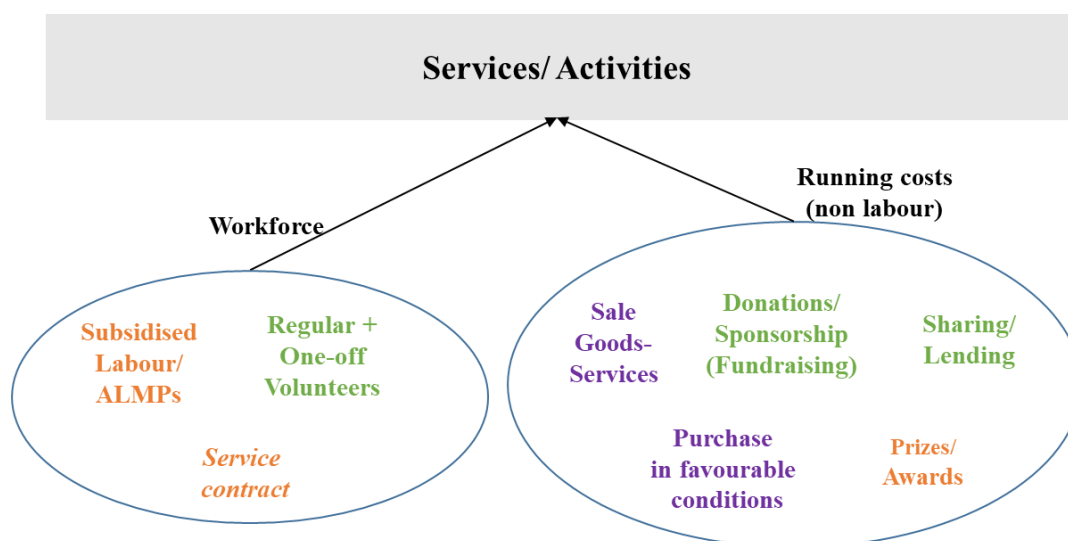 Services/ Activities
Running costs
(non labour)
Workforce
Subsidised
Labour/
ALMPs
Regular +
One-off
Volunteers
Service
contract
Sale
Goods-
Services
Donations/
Sponsorship
(Fundraising)
Sharing/
Lending
Purchase
in favourable
conditions
Prizes/
Awards